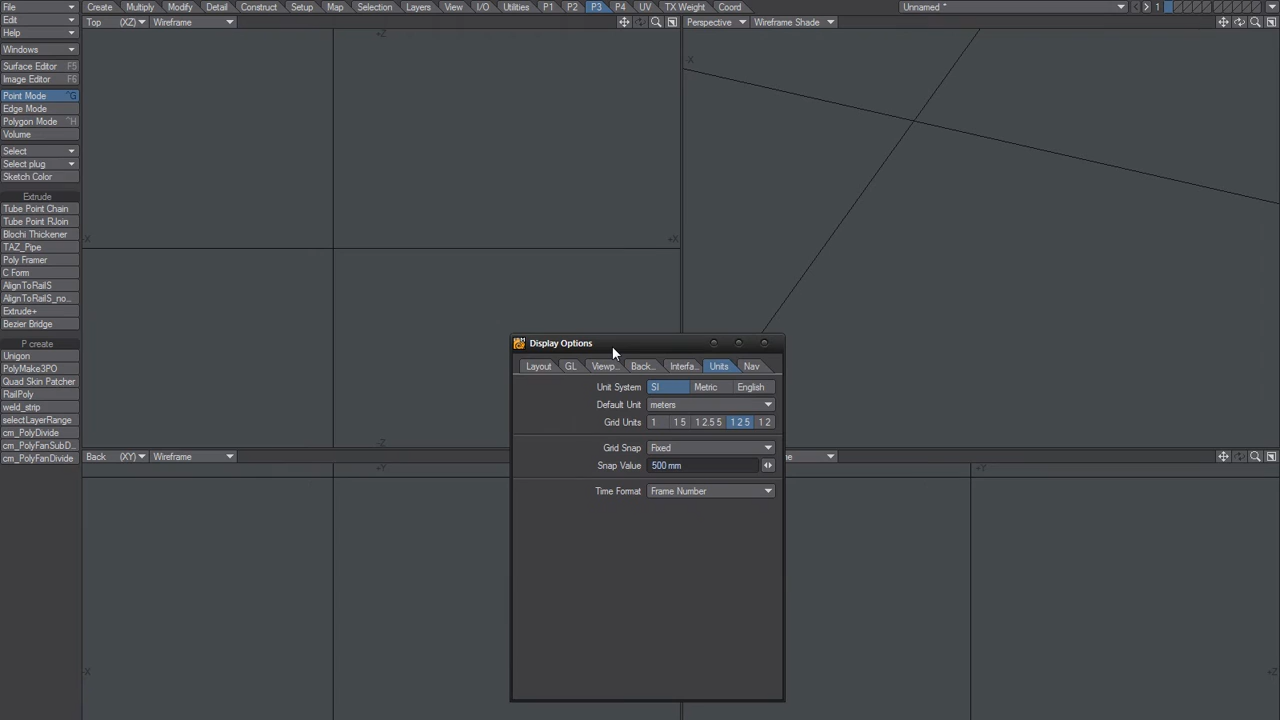 File Create Multiply Modify Detail Construct Setup Map Selection Layers View I/O Utilities P1 P2 P3 P4 UV TX Weight Coord Unnamed * 1
Edit Top (XZ) Wireframe Perspective Wireframe Shade
Help
Windows
Surface Editor F5
Image Editor F6
Point Mode ^G
Edge Mode
Polygon Mode ^H
Volume
Select
Select plug
Sketch Color
Extrude
Tube Point Chain
Tube Point RJoin
Blochi Thickener
TAZ_Pipe
Poly Framer
C Form
AlignToRailS
AlignToRailS_no...
Extrude+
Bezier Bridge
P create
Unigon
PolyMake3PO
Quad Skin Patcher
RailPoly
weld_strip
selectLayerRange
cm_PolyDivide
cm_PolyFanSubD...
cm_PolyFanDivide
+Z
-X
+X
-Z
-X
Back (XY) Wireframe
+Y
-X
+Y
+Z
Display Options
Layout GL Viewp... Back... Interfa... Units Nav
Unit System SI Metric English
Default Unit meters
Grid Units 1 1 5 1 2.5 5 1 2 5 1 2
Grid Snap Fixed
Snap Value 500 mm
Time Format Frame Number